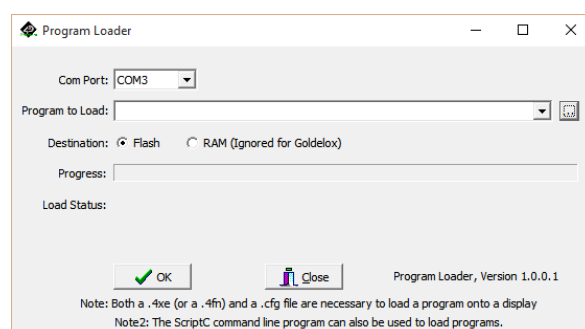 Program Loader
Com Port: COM3
Program to Load:
Destination: Flash RAM (Ignored for Goldelox)
Progress:
Load Status:
OK Close Program Loader, Version 1.0.0.1
Note: Both a .4xe (or a .4fn) and a .cfg file are necessary to load a program onto a display
Note2: The ScriptC command line program can also be used to load programs.